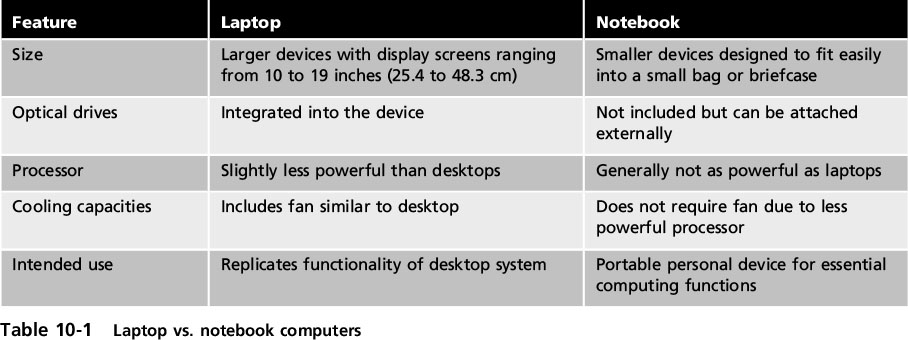 Feature Laptop Notebook
Size Larger devices with display screens ranging Smaller devices designed to fit easily
from 10 to 19 inches (25.4 to 48.3 cm) into a small bag or briefcase
Optical drives Integrated into the device Not included but can be attached
externally
Processor Slightly less powerful than desktops Generally not as powerful as laptops
Cooling capacities Includes fan similar to desktop Does not require fan due to less
powerful processor
Intended use Replicates functionality of desktop system Portable personal device for essential
computing functions
Table 10-1 Laptop vs. notebook computers